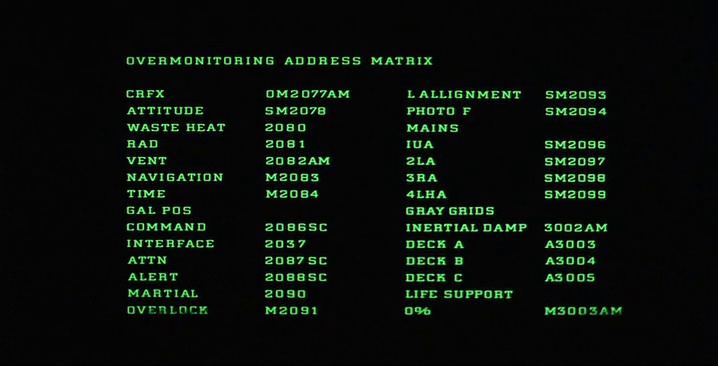 OVERMONITORING ADDRESS MATRIX
CRFX 0M2077AM L ALLIGNMENT SM2093
ATTITUDE SM2078 PHOTO F SM2094
WASTE HEAT 2080 MAINS
RAD 2081 1UA SM2096
VENT 2082AM 2LA SM2097
NAVIGATION M2083 3RA SM2098
TIME M2084 4LHA SM2099
GAL POS GRAY GRIDS
COMMAND 2086SC INERTIAL DAMP 3002AM
INTERFACE 2037 DECK A A3003
ATTN 2087SC DECK B A3004
ALERT 2088SC DECK C A3005
MARTIAL 2090 LIFE SUPPORT
OVERLOCK M2091 0% M3003AM